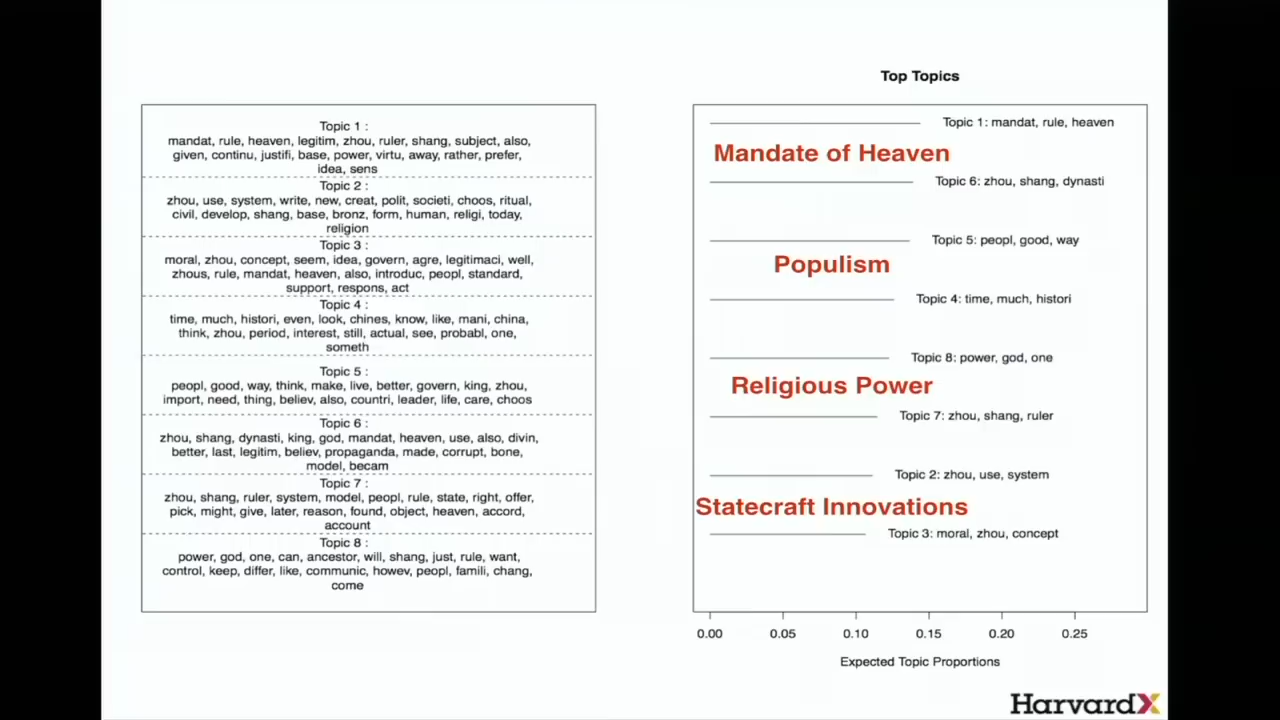 Topic 1 :
mandat, rule, heaven, legitim, zhou, ruler, shang, subject, also,
given, continu, justifi, base, power, virtu, away, rather, prefer,
idea, sens
Topic 2 :
zhou, use, system, write, new, creat, polit, societi, choos, ritual,
civil, develop, shang, base, bronz, form, human, religi, today,
religion
Topic 3 :
moral, zhou, concept, seem, idea, govern, agre, legitimaci, well,
zhous, rule, mandat, heaven, also, introduc, peopl, standard,
support, respons, act
Topic 4 :
time, much, histori, even, look, chines, know, like, mani, china,
think, zhou, period, interest, still, actual, see, probabl, one,
someth
Topic 5 :
peopl, good, way, think, make, live, better, govern, king, zhou,
import, need, thing, believ, also, countri, leader, life, care, choos
Topic 6 :
zhou, shang, dynasti, king, god, mandat, heaven, use, also, divin,
better, last, legitim, believ, propaganda, made, corrupt, bone,
model, becam
Topic 7 :
zhou, shang, ruler, system, model, peopl, rule, state, right, offer,
pick, might, give, later, reason, found, object, heaven, accord,
account
Topic 8 :
power, god, one, can, ancestor, will, shang, just, rule, want,
control, keep, differ, like, communic, howev, peopl, famili, chang,
come
Top Topics
Topic 1: mandat, rule, heaven
Mandate of Heaven
Topic 6: zhou, shang, dynasti
Topic 5: peopl, good, way
Populism
Topic 4: time, much, histori
Topic 8: power, god, one
Religious Power
Topic 7: zhou, shang, ruler
Topic 2: zhou, use, system
Statecraft Innovations
Topic 3: moral, zhou, concept
0.00 0.05 0.10 0.15 0.20 0.25
Expected Topic Proportions
HarvardX